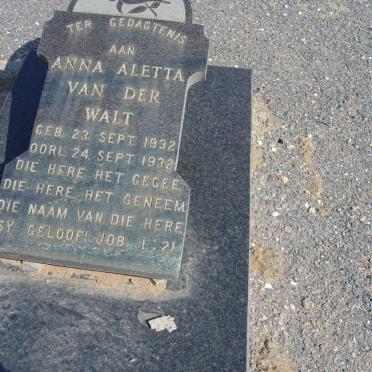 TER GEDAGTENIS
AAN
ANNA ALETTA
VAN DER
WALT
GEB. 23 SEPT. 1932
OORL 24 SEPT. 1932
DIE HERE HET GEGEE
DIE HERE HET GENEEM
DIE NAAM VAN DIE HERE
SY GELOOF! JOB. 1:21